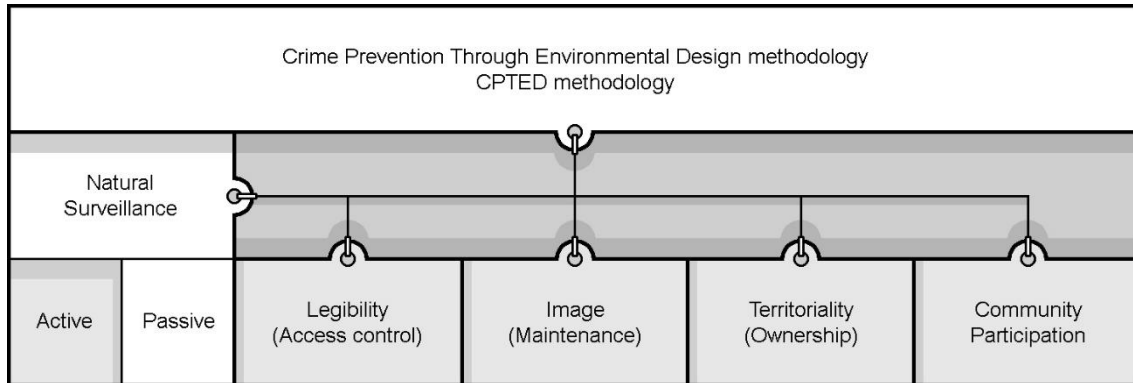 Crime Prevention Through Environmental Design methodology
CPTED methodology
Natural
Surveillance
Active
Passive
Legibility
(Access control)
Image
(Maintenance)
Territoriality
(Ownership)
Community
Participation